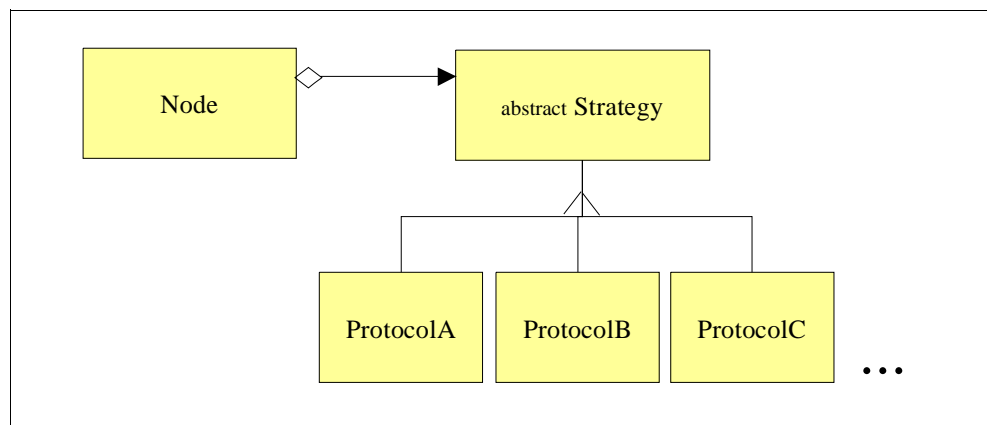 Node
abstract Strategy
ProtocolA
ProtocolB
ProtocolC
...